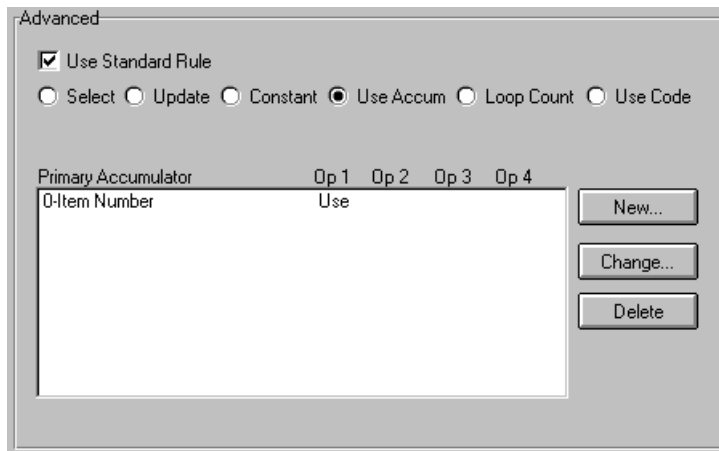 Advanced
Use Standard Rule
Select Update Constant Use Accum Loop Count Use Code
Primary Accumulator Op 1 Op 2 Op 3 Op 4
0-Item Number Use
New...
Change...
Delete